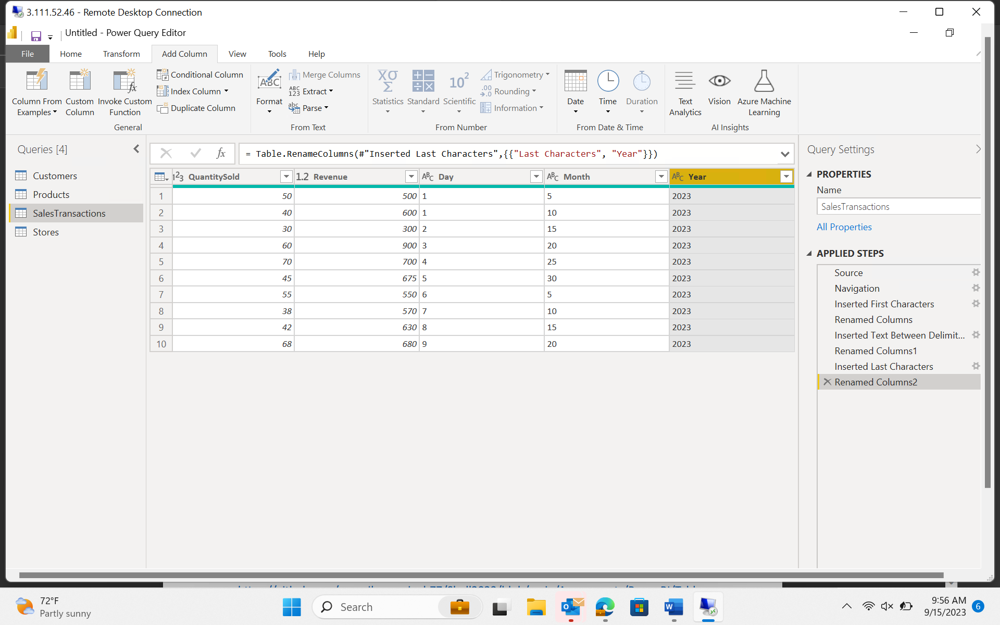 3.111.52.46 - Remote Desktop Connection
Untitled - Power Query Editor
File Home Transform Add Column View Tools Help
Column From Examples
Custom Column
Invoke Custom Function
Conditional Column
Index Column
Duplicate Column
General
Format
Merge Columns
Extract
Parse
From Text
Statistics
Standard
Scientific
Trigonometry
Rounding
Information
From Number
Date
Time
Duration
From Date & Time
Text Analytics
Vision
Azure Machine Learning
AI Insights
Queries [4]
Customers
Products
SalesTransactions
Stores
fx = Table.RenameColumns(#"Inserted Last Characters",{{"Last Characters", "Year"}})
123 QuantitySold 1.2 Revenue ABC Day ABC Month ABC Year
1 50 500 1 5 2023
2 40 600 1 10 2023
3 30 300 2 15 2023
4 60 900 3 20 2023
5 70 700 4 25 2023
6 45 675 5 30 2023
7 55 550 6 5 2023
8 38 570 7 10 2023
9 42 630 8 15 2023
10 68 680 9 20 2023
Query Settings
PROPERTIES
Name
SalesTransactions
All Properties
APPLIED STEPS
Source
Navigation
Inserted First Characters
Renamed Columns
Inserted Text Between Delimit...
Renamed Columns1
Inserted Last Characters
Renamed Columns2
72°F
Partly sunny
Search
9:56 AM
9/15/2023
6